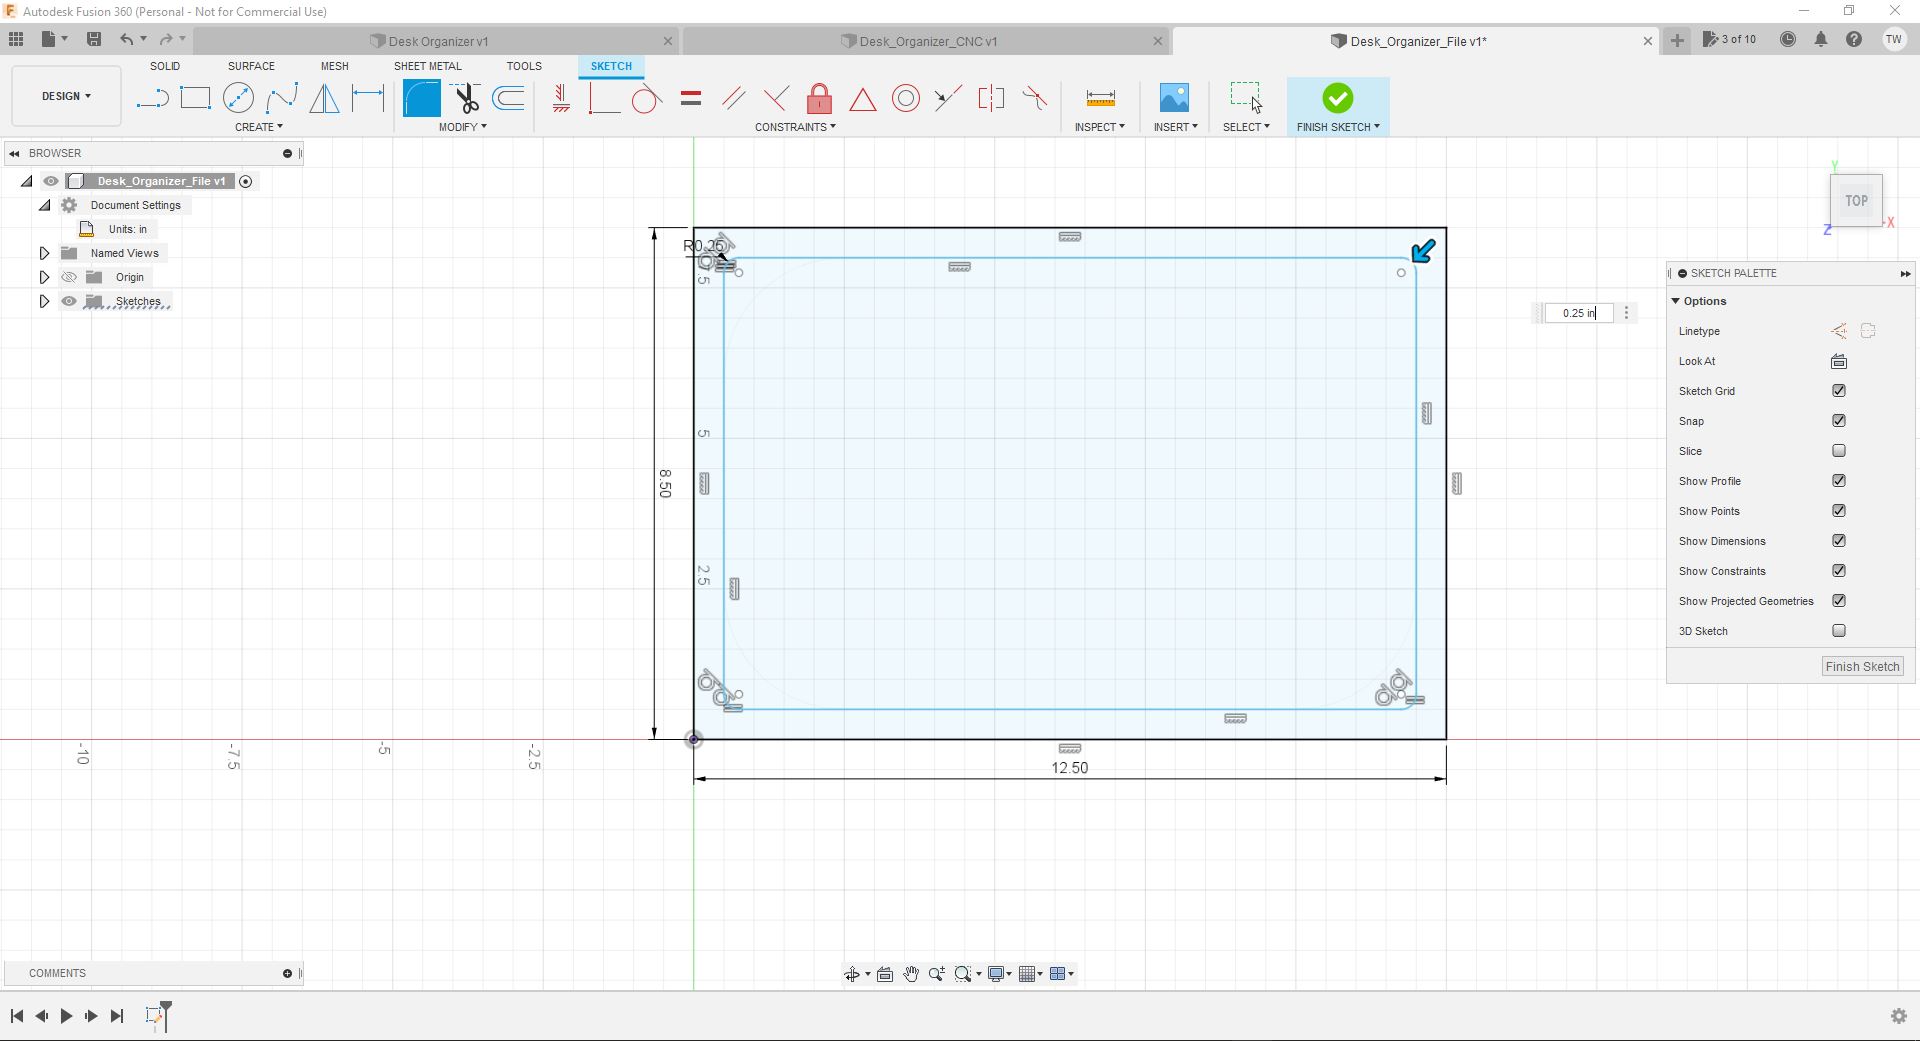 Autodesk Fusion 360 (Personal - Not for Commercial Use)
Desk Organizer v1
Desk_Organizer_CNC v1
Desk_Organizer_File v1*
3 of 10
TW
SOLID
SURFACE
MESH
SHEET METAL
TOOLS
SKETCH
DESIGN
CREATE
MODIFY
CONSTRAINTS
INSPECT
INSERT
SELECT
FINISH SKETCH
BROWSER
Desk_Organizer_File v1
Document Settings
Units: in
Named Views
Origin
Sketches
Y
TOP
X
Z
R0.25
7.5
5
2.5
8.50
12.50
-10
-7.5
-5
-2.5
0.25 in
SKETCH PALETTE
Options
Linetype
Look At
Sketch Grid
Snap
Slice
Show Profile
Show Points
Show Dimensions
Show Constraints
Show Projected Geometries
3D Sketch
Finish Sketch
COMMENTS